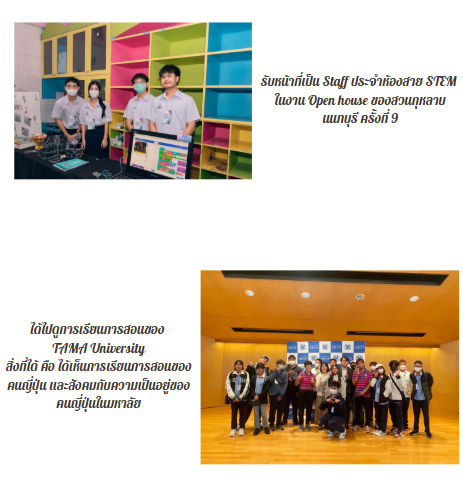 รับหน้าที่เป็น Staff ประจำห้องสาย STEM
ในงาน Open house ของสวนกุหลาบ
นนทบุรี ครั้งที่ 9
ได้ไปดูการเรียนการสอนของ
TAMA University
สิ่งที่ได้ คือ ได้เห็นการเรียนการสอนของ
คนญี่ปุ่น และสังคมกับความเป็นอยู่ของ
คนญี่ปุ่นในมหาลัย